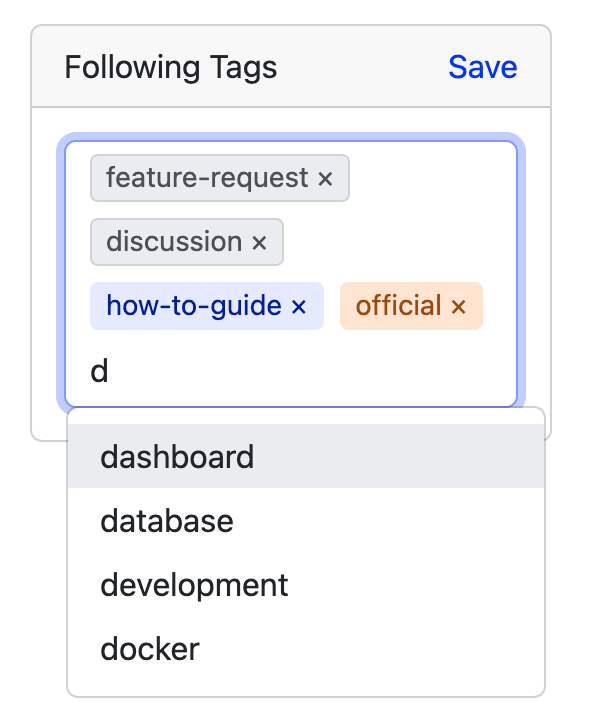 Following Tags Save
feature-request ×
discussion ×
how-to-guide × official ×
d
dashboard
database
development
docker